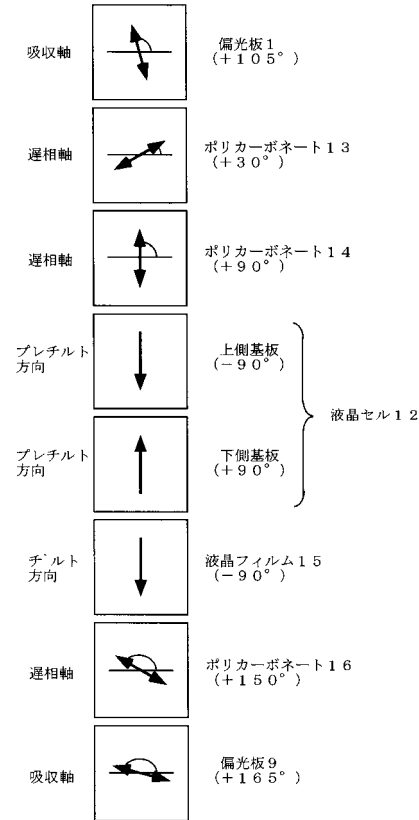 吸収軸
偏光板1
(+105°)
遅相軸
ポリカーボネート13
(+30°)
遅相軸
ポリカーボネート14
(+90°)
プレチルト
方向
上側基板
(-90°)
プレチルト
方向
下側基板
(+90°)
液晶セル12
チルト
方向
液晶フィルム15
(-90°)
遅相軸
ポリカーボネート16
(+150°)
吸収軸
偏光板9
(+165°)